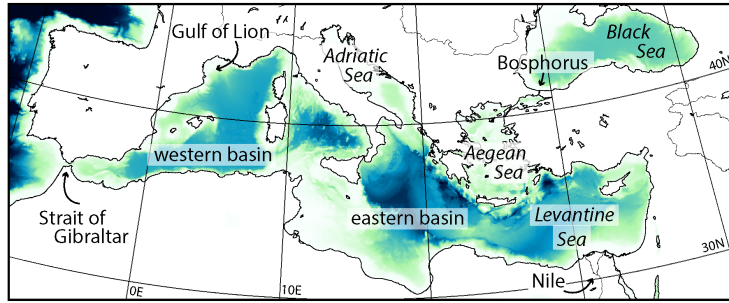 Gulf of Lion
Adriatic
Sea
Black
Sea
Bosphorus
40N
western basin
Aegean
Sea
Strait of
Gibraltar
eastern basin
Levantine
Sea
30N
Nile
0E
10E